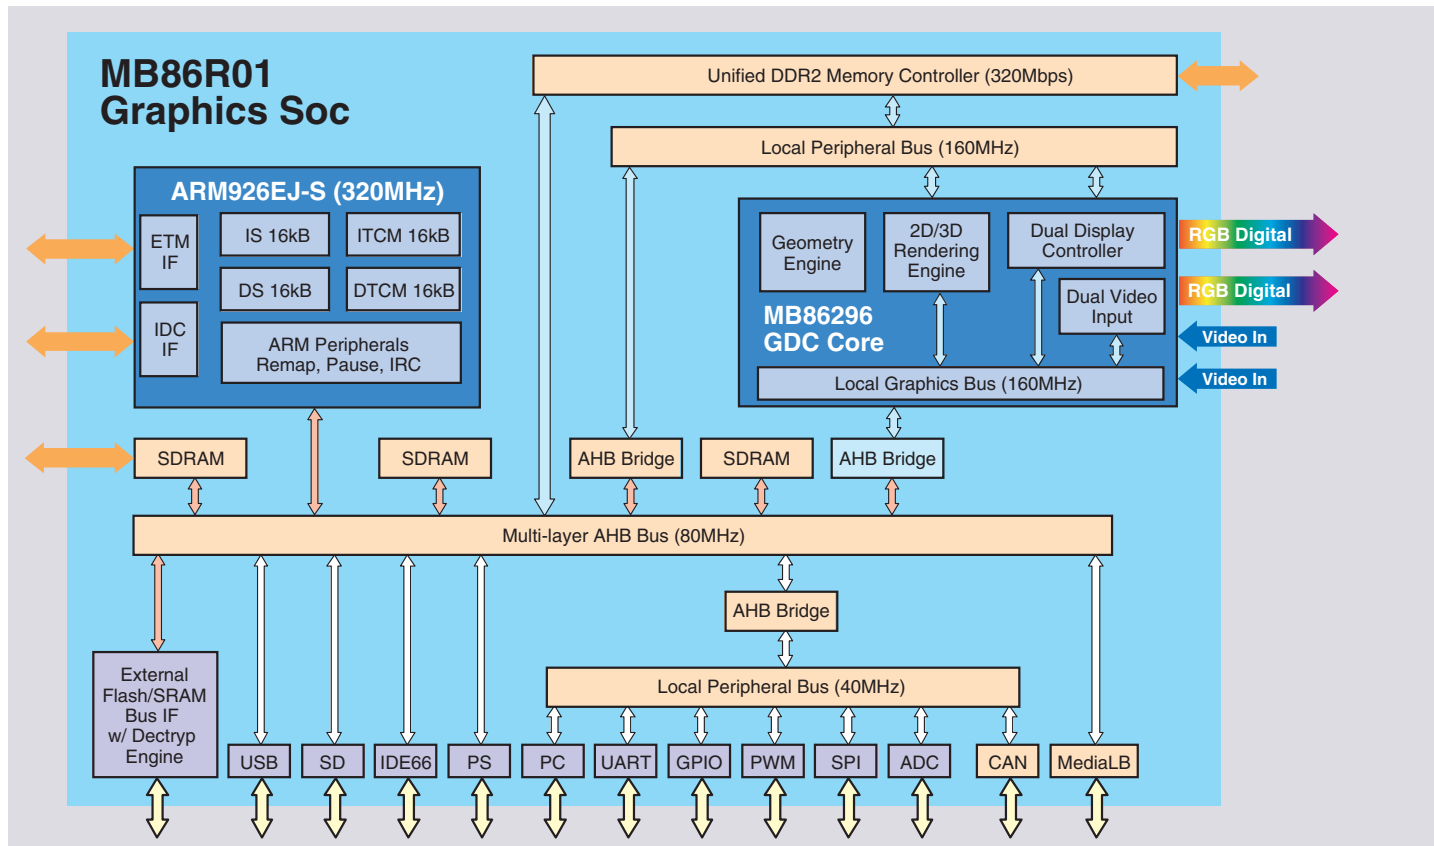 MB86R01
Graphics Soc
Unified DDR2 Memory Controller (320Mbps)
Local Peripheral Bus (160MHz)
ARM926EJ-S (320MHz)
ETM
IF
IS 16kB
ITCM 16kB
DS 16kB
DTCM 16kB
IDC
IF
ARM Peripherals
Remap, Pause, IRC
Geometry
Engine
2D/3D
Rendering
Engine
Dual Display
Controller
Dual Video
Input
MB86296
GDC Core
Local Graphics Bus (160MHz)
RGB Digital
RGB Digital
Video In
Video In
SDRAM
SDRAM
AHB Bridge
SDRAM
AHB Bridge
Multi-layer AHB Bus (80MHz)
AHB Bridge
Local Peripheral Bus (40MHz)
External
Flash/SRAM
Bus IF
w/ Dectryp
Engine
USB
SD
IDE66
PS
PC
UART
GPIO
PWM
SPI
ADC
CAN
MediaLB